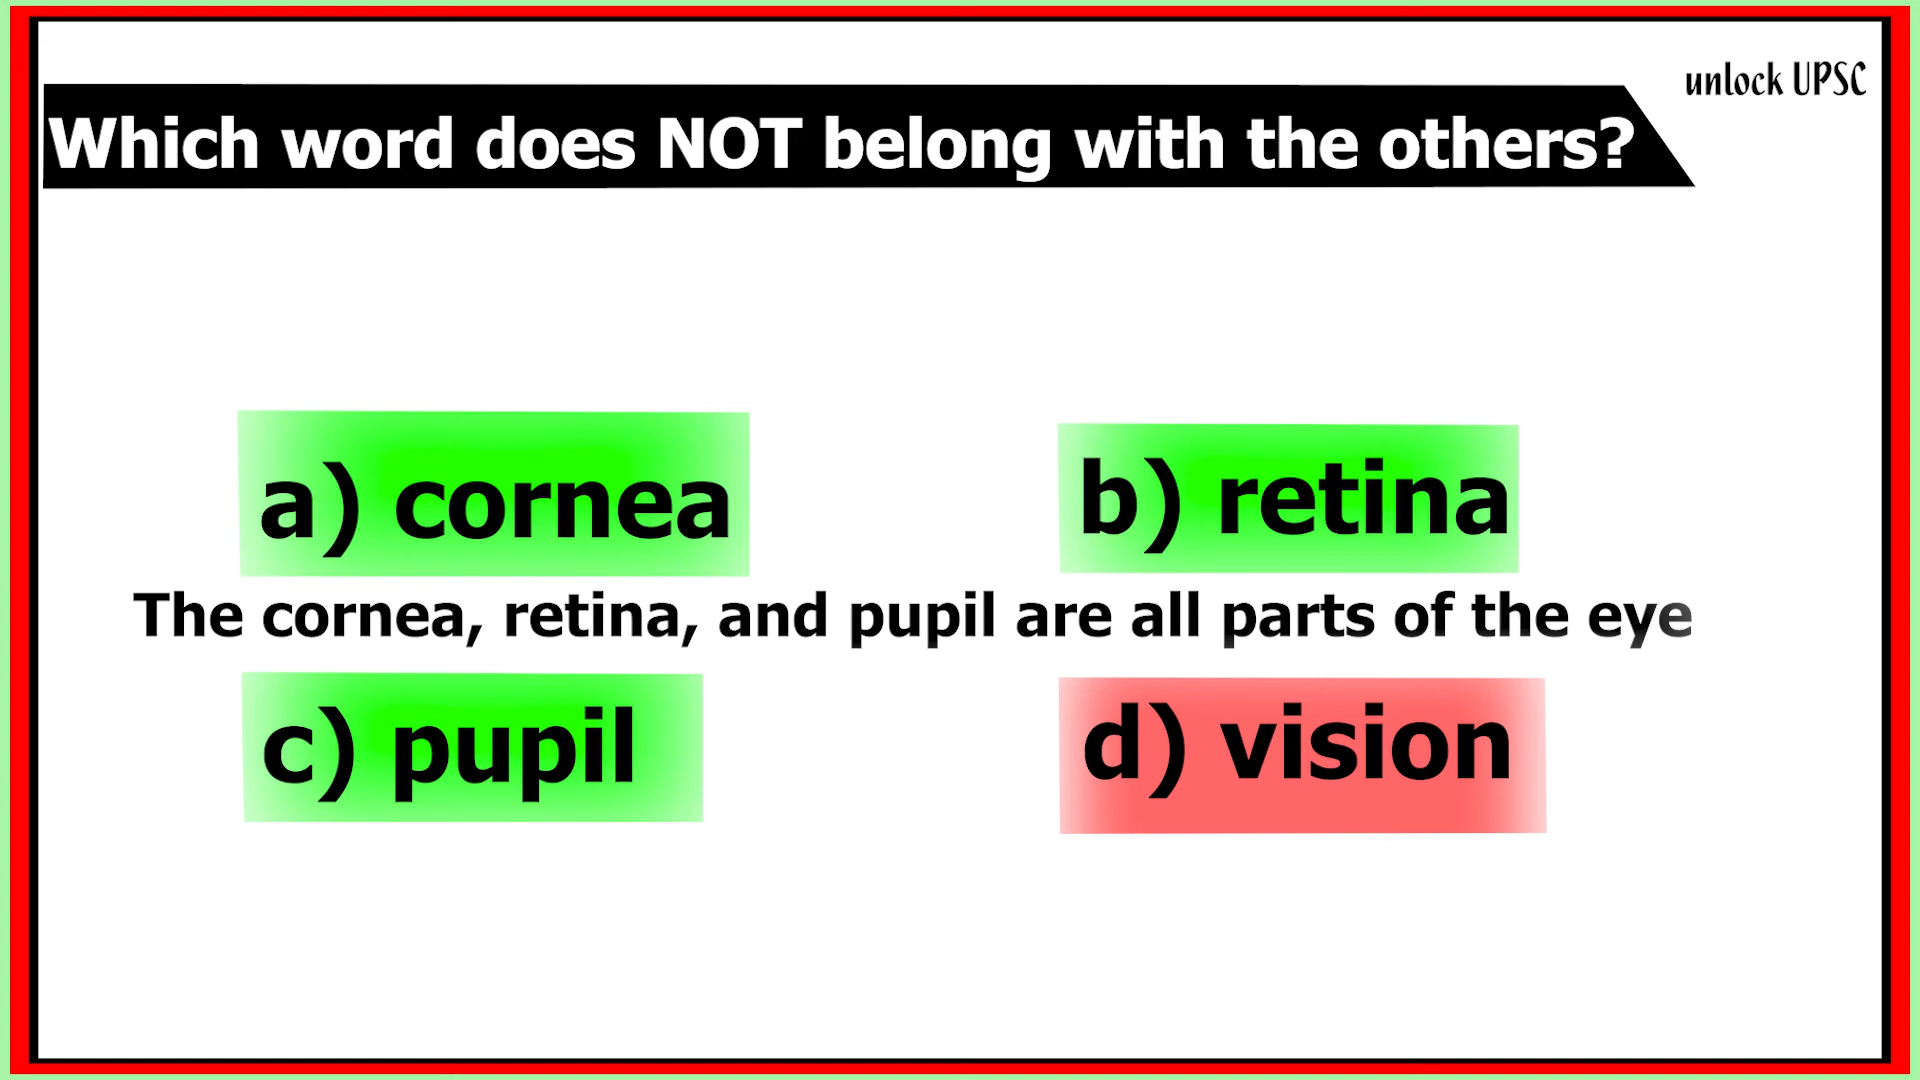 unlock UPSC
Which word does NOT belong with the others?
a) cornea
b) retina
The cornea, retina, and pupil are all parts of the eye
c) pupil
d) vision